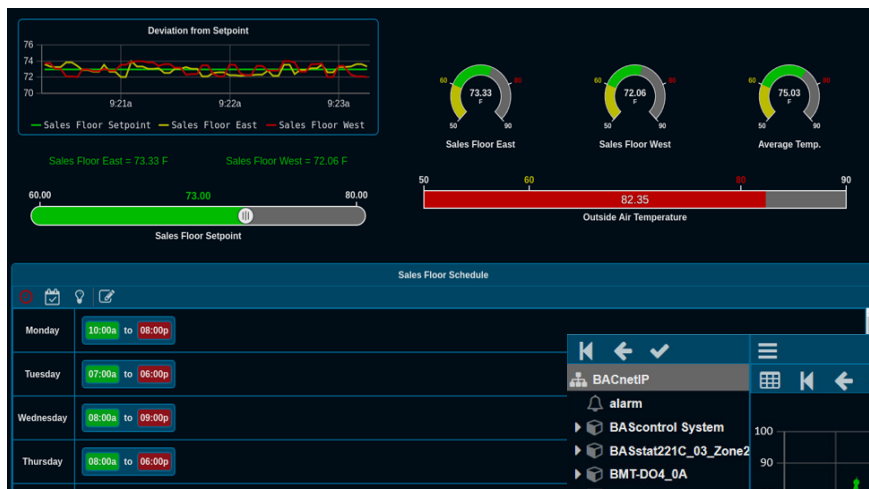 Deviation from Setpoint
76
74
72
70
9:21a 9:22a 9:23a
Sales Floor Setpoint Sales Floor East Sales Floor West
Sales Floor East = 73.33 F Sales Floor West = 72.06 F
60.00 73.00 80.00
Sales Floor Setpoint
60 80
73.33
F
50 90
Sales Floor East
60 80
72.06
F
50 90
Sales Floor West
60 80
75.03
F
50 90
Average Temp.
50 60 80 90
82.35
Outside Air Temperature
Sales Floor Schedule
Monday 10:00a to 08:00p
Tuesday 07:00a to 06:00p
Wednesday 08:00a to 09:00p
Thursday 08:00a to 06:00p
BACnetIP
alarm
BAScontrol System
BASstat221C_03_Zone2
BMT-DO4_0A
100
90